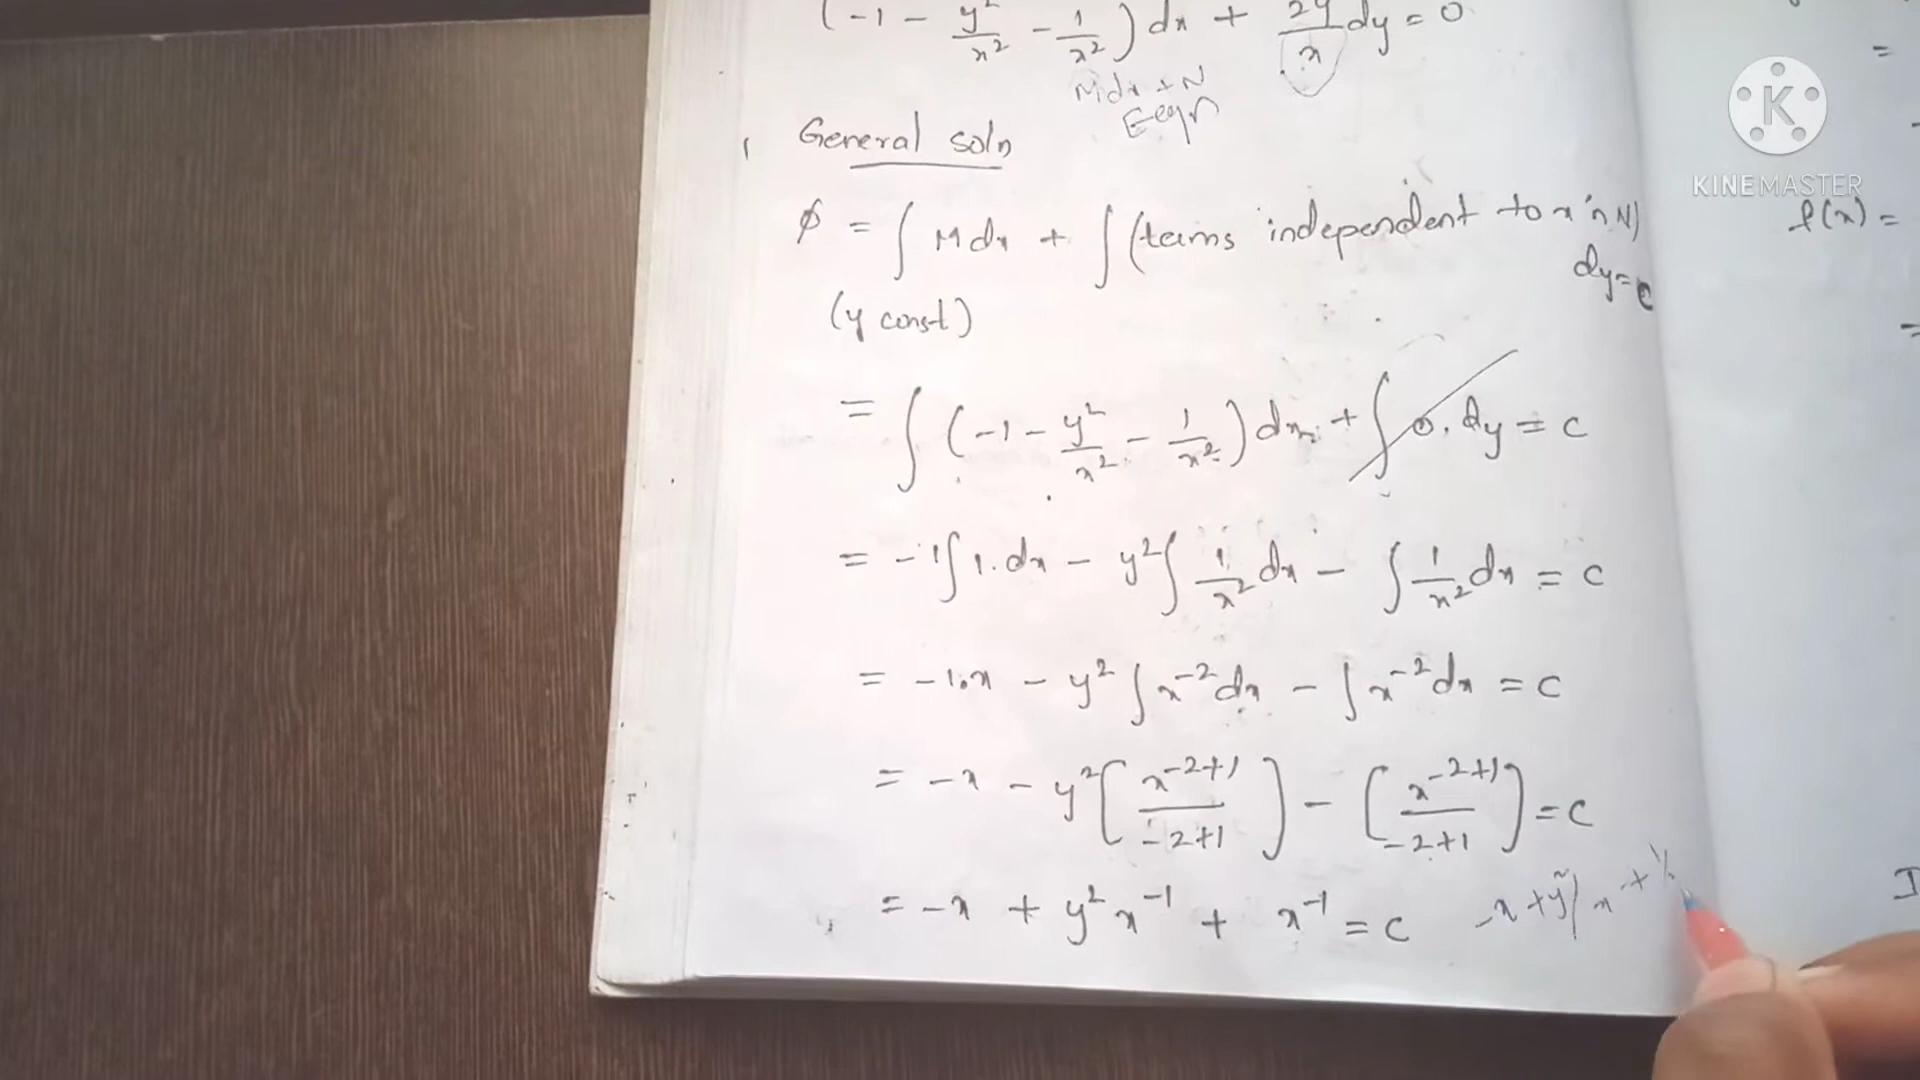 (-1 - y²/x² - 1/x²) dx + 2y/x dy = 0
Mdx + N
E-eqn
General soln
φ = ∫ M dx + ∫ (terms independent to x in N) dy = c
(y const)
= ∫ (-1 - y²/x² - 1/x²) dx + ∫ 0. dy = c
= -1 ∫ 1. dx - y² ∫ 1/x² dx - ∫ 1/x² dx = c
= -1.x - y² ∫ x⁻² dx - ∫ x⁻² dx = c
= -x - y² [x⁻²⁺¹ / -2+1] - [x⁻²⁺¹ / -2+1] = c
= -x + y² x⁻¹ + x⁻¹ = c
-x + y²/x +
K
KINEMASTER
=
f(x) =
=
I